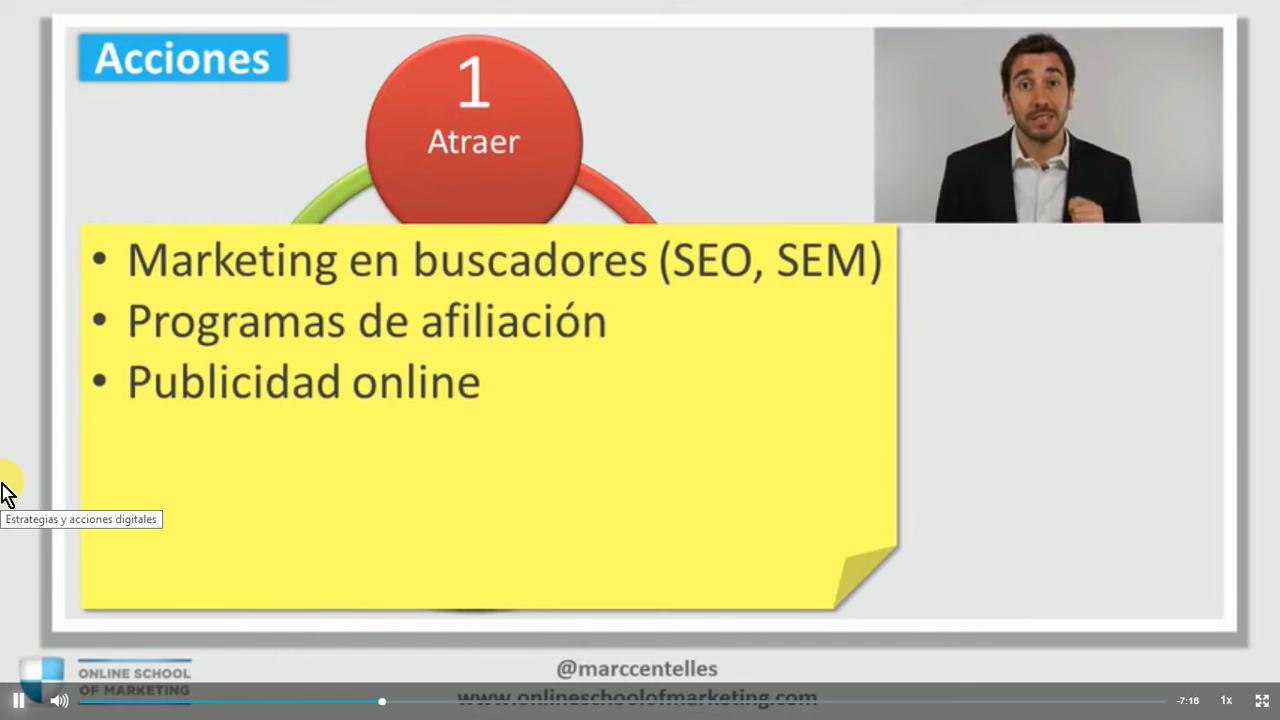 Acciones
1
Atraer
• Marketing en buscadores (SEO, SEM)
• Programas de afiliación
• Publicidad online
Estrategias y acciones digitales
ONLINE SCHOOL
OF MARKETING
@marccentelles
www.onlineschoolofmarketing.com
-7:16
1x